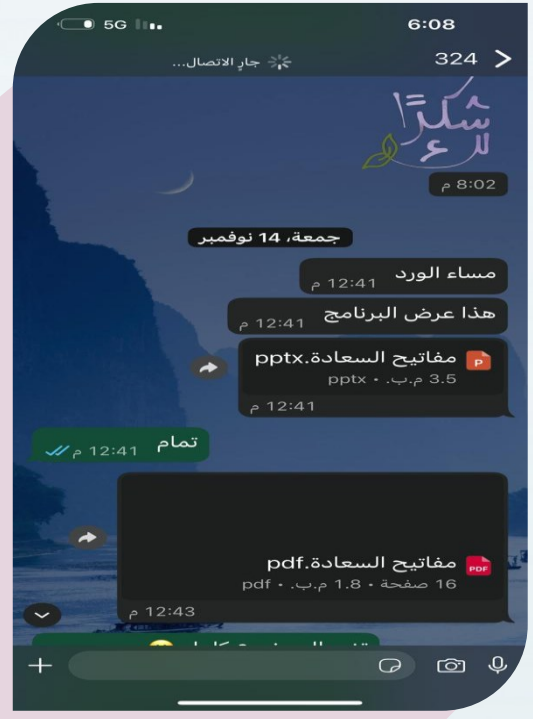 5G
6:08
324
جارِ الاتصال...
شكرًا
8:02 م
جمعة، 14 نوفمبر
مساء الورد
12:41 م
هذا عرض البرنامج
12:41 م
مفاتيح السعادة.pptx
3.5 م.ب. • pptx
12:41 م
تمام
12:41 م
مفاتيح السعادة.pdf
PDF
16 صفحة • 1.8 م.ب. • pdf
12:43 م